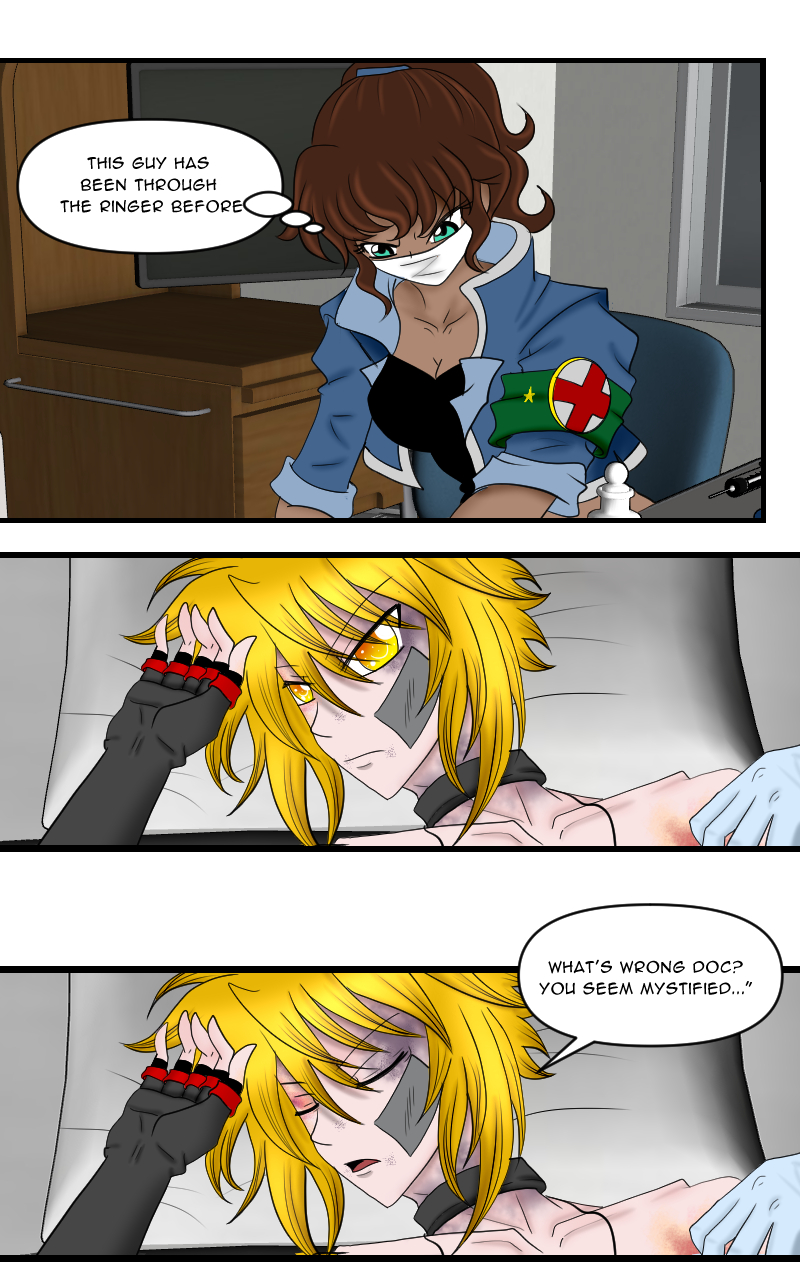 THIS GUY HAS
BEEN THROUGH
THE RINGER BEFORE
WHAT'S WRONG DOC?
YOU SEEM MYSTIFIED..."